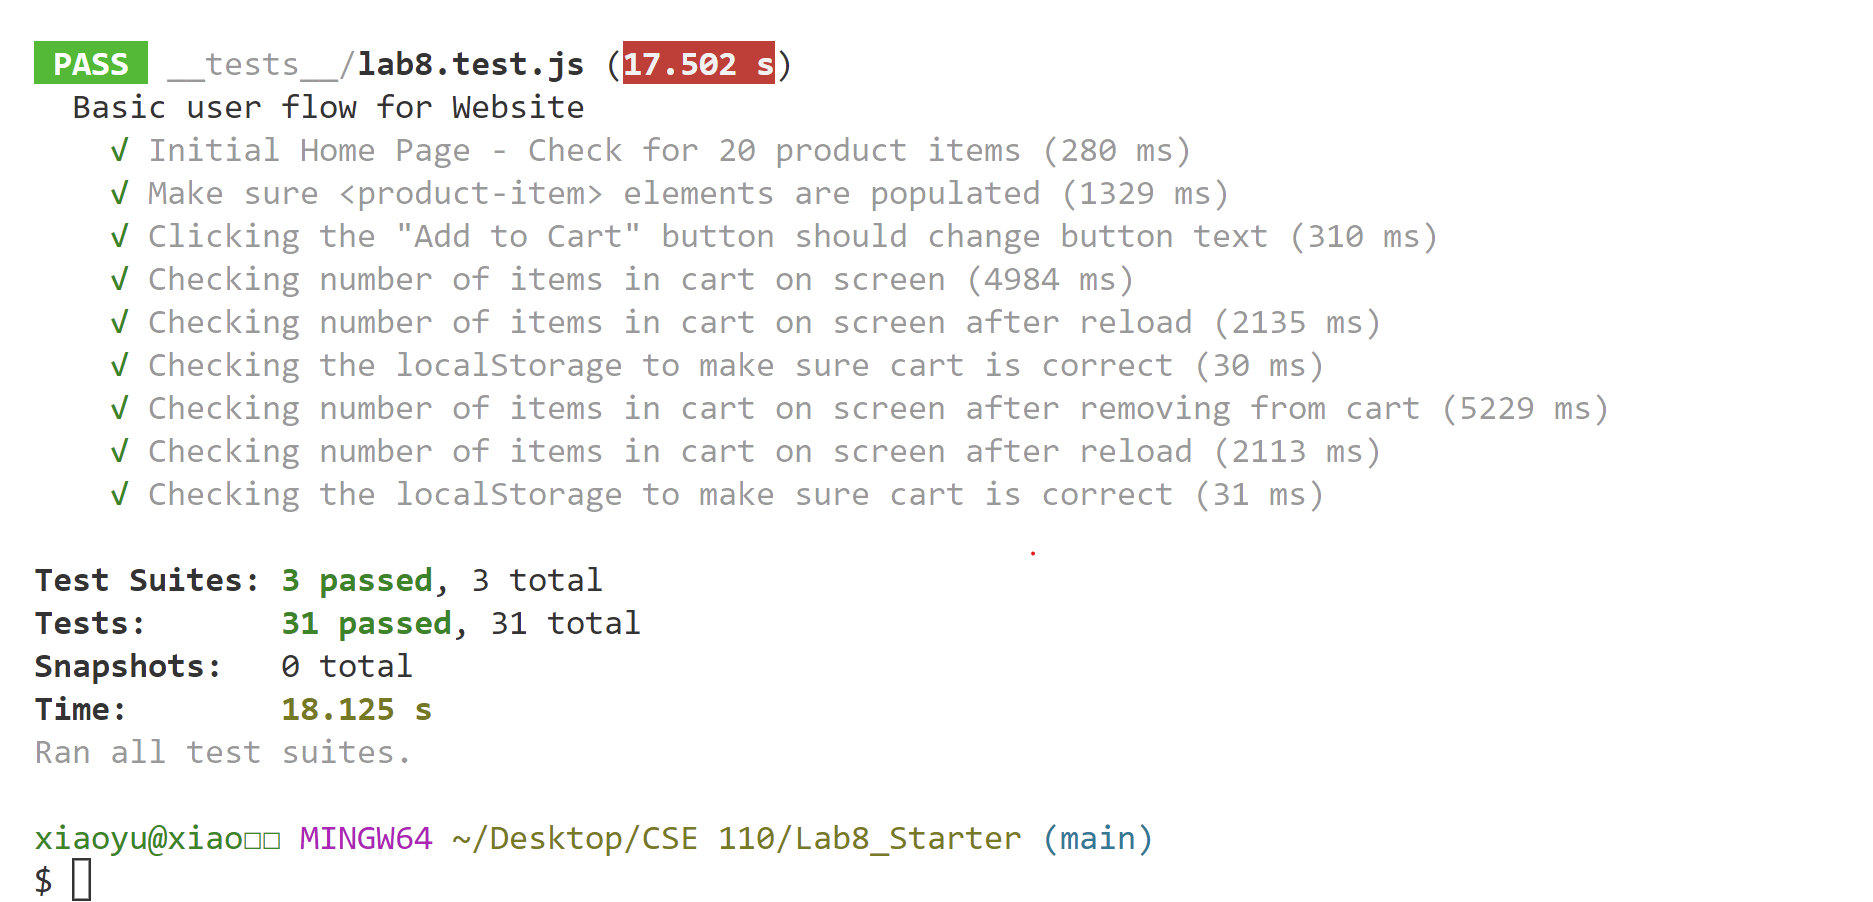 PASS __tests__/lab8.test.js (17.502 s)
Basic user flow for Website
√ Initial Home Page - Check for 20 product items (280 ms)
√ Make sure <product-item> elements are populated (1329 ms)
√ Clicking the "Add to Cart" button should change button text (310 ms)
√ Checking number of items in cart on screen (4984 ms)
√ Checking number of items in cart on screen after reload (2135 ms)
√ Checking the localStorage to make sure cart is correct (30 ms)
√ Checking number of items in cart on screen after removing from cart (5229 ms)
√ Checking number of items in cart on screen after reload (2113 ms)
√ Checking the localStorage to make sure cart is correct (31 ms)
Test Suites: 3 passed, 3 total
Tests: 31 passed, 31 total
Snapshots: 0 total
Time: 18.125 s
Ran all test suites.
xiaoyu@xiao□□ MINGW64 ~/Desktop/CSE 110/Lab8_Starter (main)
$